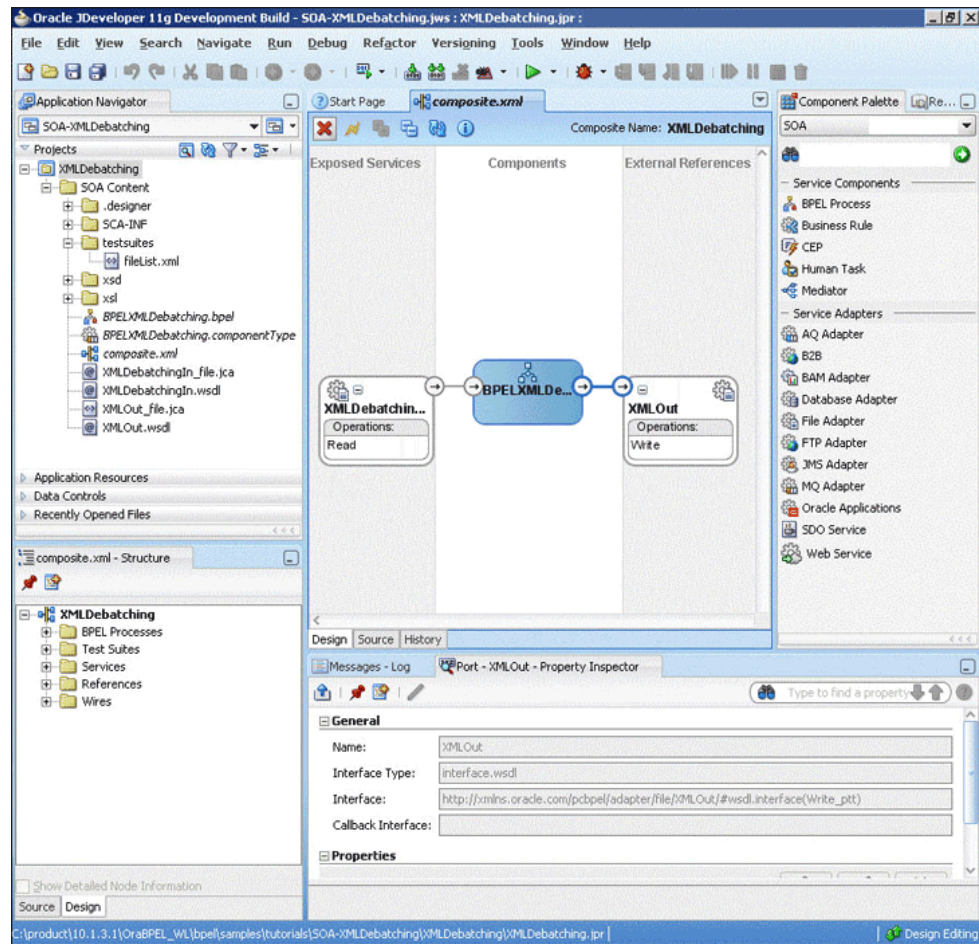 Oracle JDeveloper 11g Development Build - SOA-XMLDebatching.jws : XMLDebatching.jpr :
File Edit View Search Navigate Run Debug Refactor Versioning Tools Window Help
Application Navigator
SOA-XMLDebatching
Projects
XMLDebatching
SOA Content
.designer
SCA-INF
testsuites
fileList.xml
xsd
xsl
BPELXMLDebatching.bpel
BPELXMLDebatching.componentType
composite.xml
XMLDebatchingIn_file.jca
XMLDebatchingIn.wsdl
XMLOut_file.jca
XMLOut.wsdl
Application Resources
Data Controls
Recently Opened Files
composite.xml - Structure
XMLDebatching
BPEL Processes
Test Suites
Services
References
Wires
Show Detailed Node Information
Source Design
Start Page composite.xml
Composite Name: XMLDebatching
Exposed Services Components External References
XMLDebatchin...
Operations:
Read
BPELXMLDe...
XMLOut
Operations:
Write
Design Source History
Messages - Log Port - XMLOut - Property Inspector
Type to find a property
General
Name: XMLOut
Interface Type: interface.wsdl
Interface: http://xmlns.oracle.com/pcbpel/adapter/file/XMLOut/#wsdl.interface(Write_ptt)
Callback Interface:
Properties
Component Palette Re...
SOA
Service Components
BPEL Process
Business Rule
CEP
Human Task
Mediator
Service Adapters
AQ Adapter
B2B
BAM Adapter
Database Adapter
File Adapter
FTP Adapter
JMS Adapter
MQ Adapter
Oracle Applications
SDO Service
Web Service
C:\product\10.1.3.1\OraBPEL_WL\bpel\samples\tutorials\SOA-XMLDebatching\XMLDebatching\XMLDebatching.jpr
Design Editing